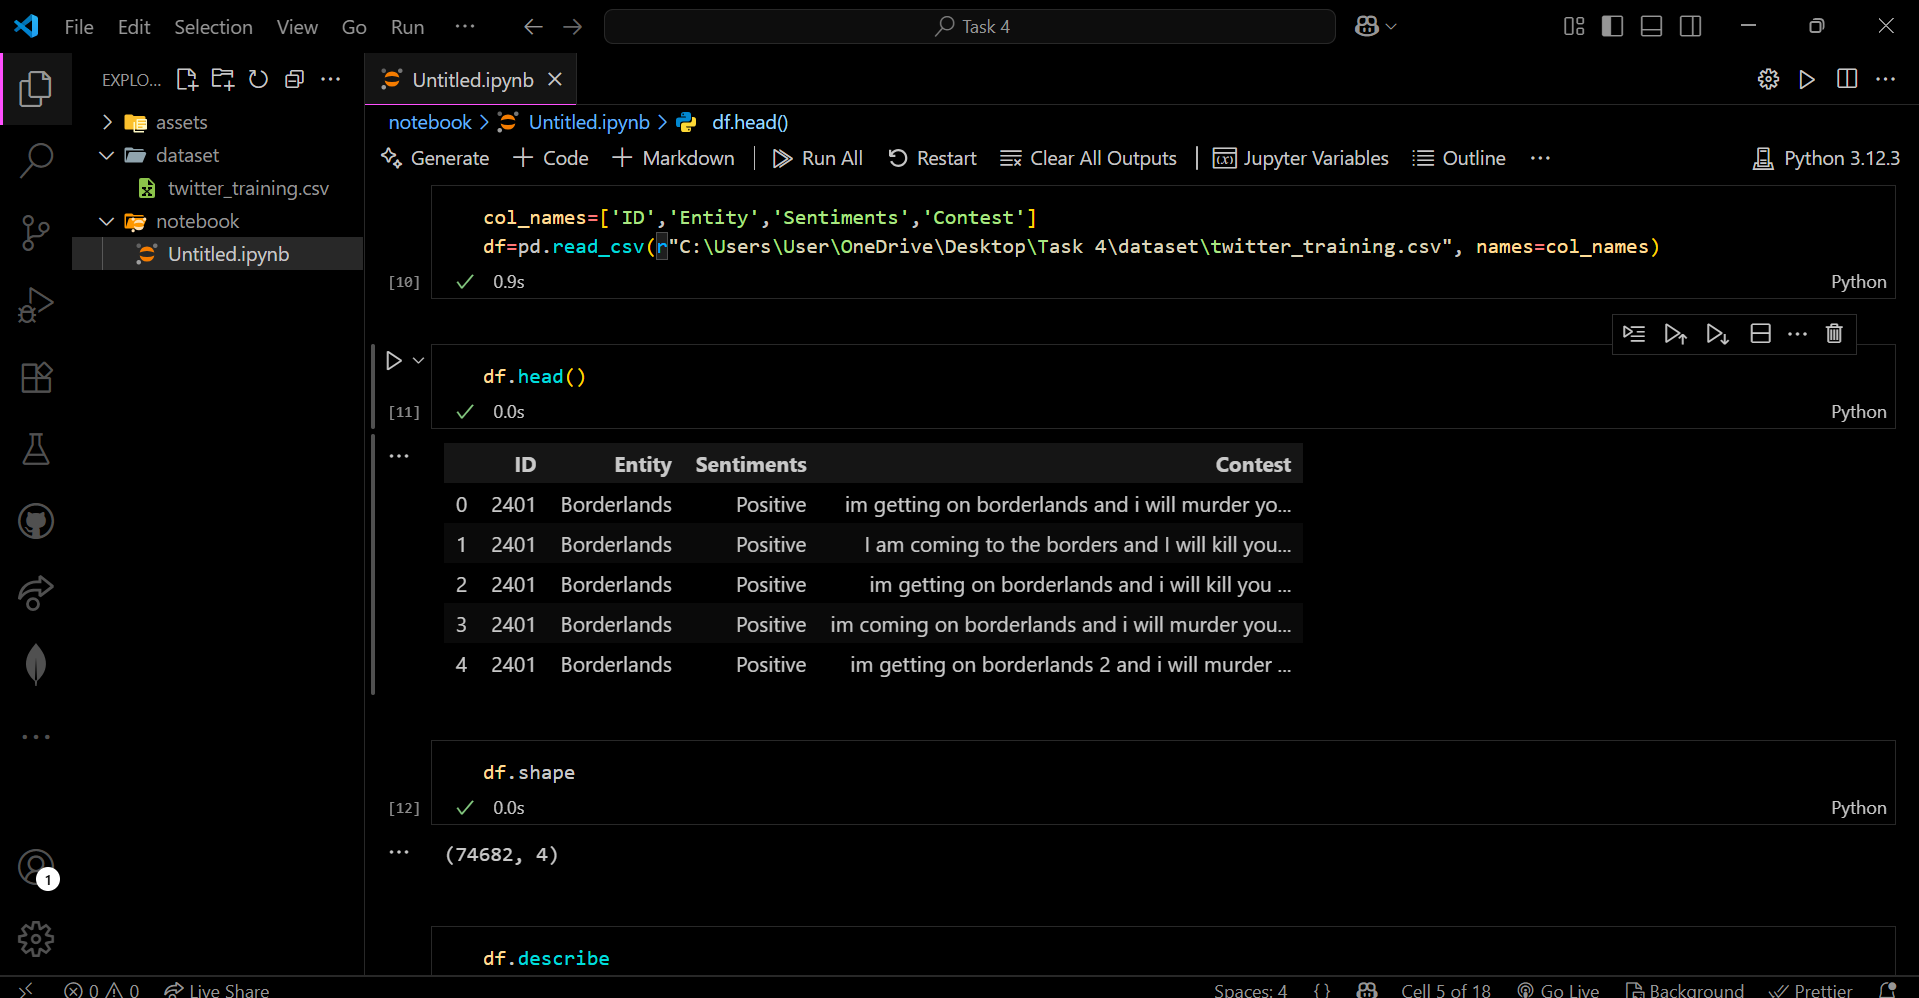 File Edit Selection View Go Run ··· Task 4
EXPLO...
assets
dataset
twitter_training.csv
notebook
Untitled.ipynb
Untitled.ipynb
notebook > Untitled.ipynb > df.head()
Generate + Code + Markdown Run All Restart Clear All Outputs Jupyter Variables Outline ··· Python 3.12.3
col_names=['ID','Entity','Sentiments','Contest']
df=pd.read_csv(r"C:\Users\User\OneDrive\Desktop\Task 4\dataset\twitter_training.csv", names=col_names)
[10] ✓ 0.9s Python
df.head()
[11] ✓ 0.0s Python
ID Entity Sentiments Contest
0 2401 Borderlands Positive im getting on borderlands and i will murder yo...
1 2401 Borderlands Positive I am coming to the borders and I will kill you...
2 2401 Borderlands Positive im getting on borderlands and i will kill you ...
3 2401 Borderlands Positive im coming on borderlands and i will murder you...
4 2401 Borderlands Positive im getting on borderlands 2 and i will murder ...
df.shape
[12] ✓ 0.0s Python
(74682, 4)
df.describe
1
0 0 Live Share Spaces: 4 {} Cell 5 of 18 Go Live Background Prettier